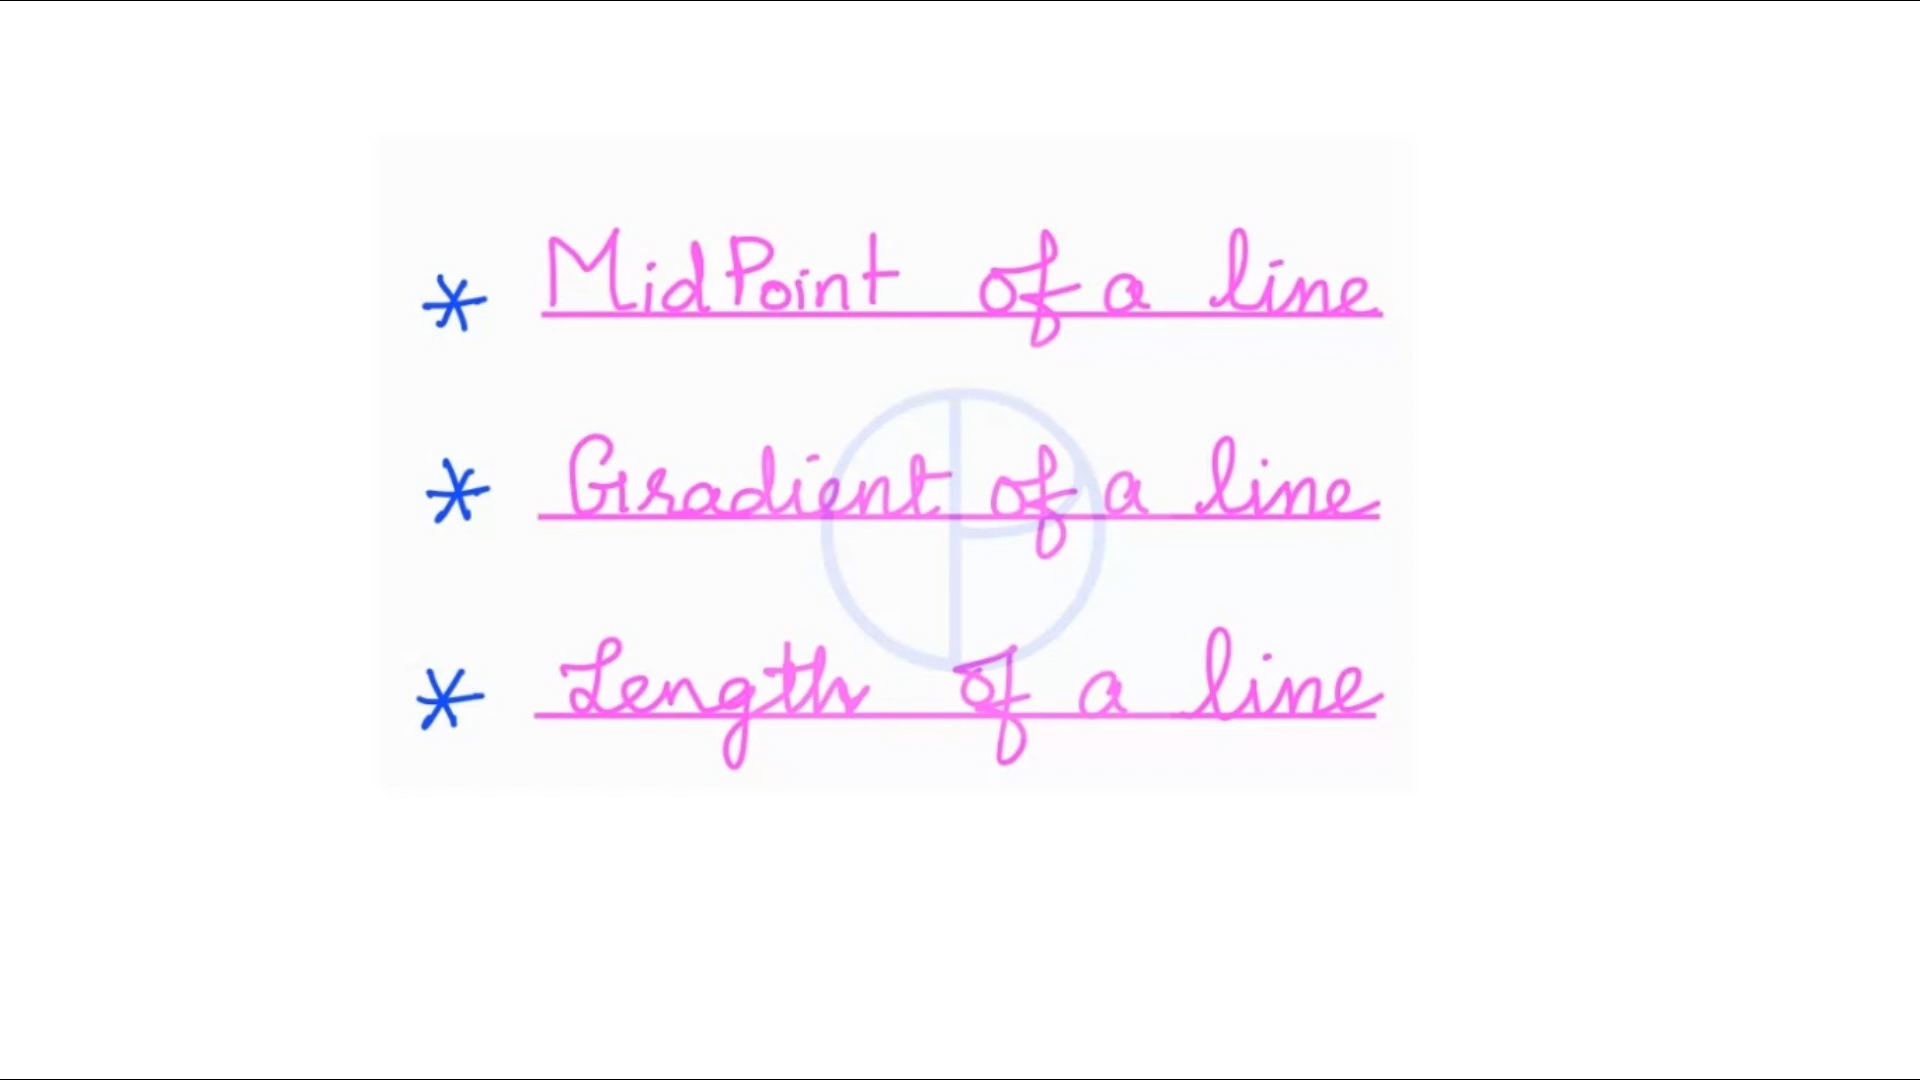 * MidPoint of a line
* Gradient of a line
* Length of a line